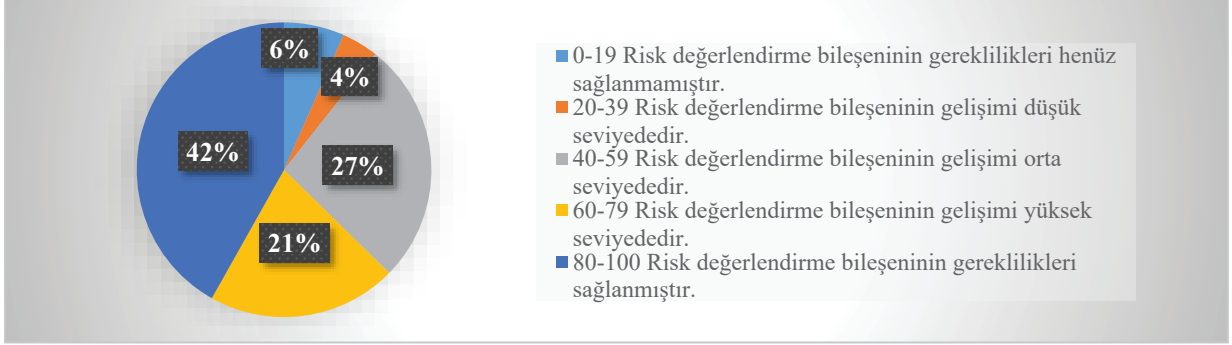 6%
4%
27%
21%
42%
0-19 Risk değerlendirme bileşeninin gereklilikleri henüz
sağlanmamıştır.
20-39 Risk değerlendirme bileşeninin gelişimi düşük
seviyededir.
40-59 Risk değerlendirme bileşeninin gelişimi orta
seviyededir.
60-79 Risk değerlendirme bileşeninin gelişimi yüksek
seviyededir.
80-100 Risk değerlendirme bileşeninin gereklilikleri
sağlanmıştır.